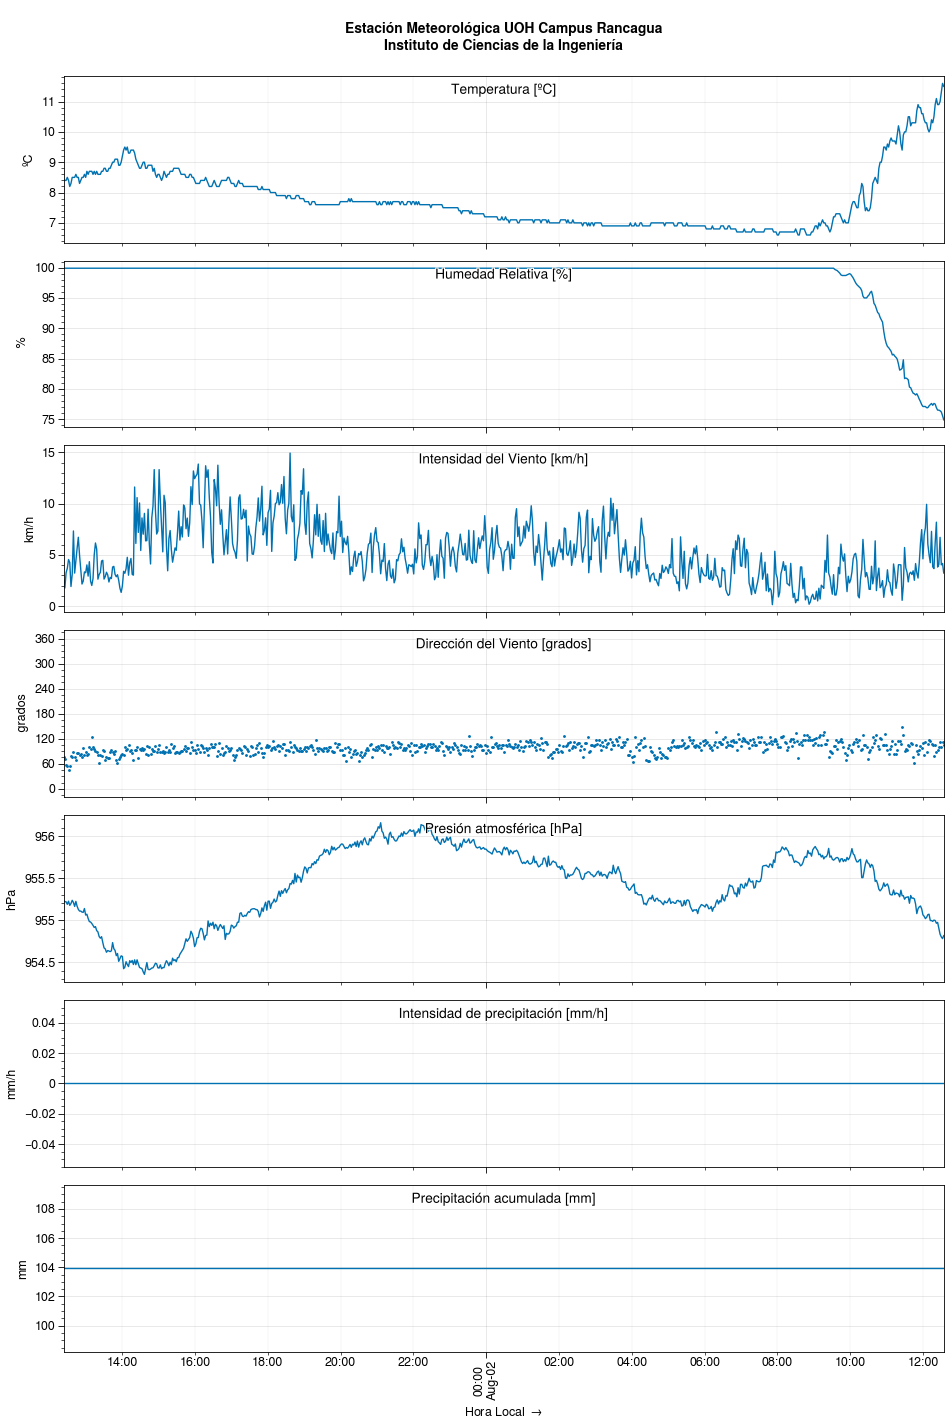 Estación Meteorológica UOH Campus Rancagua
Instituto de Ciencias de la Ingeniería
Temperatura [ºC]
ºC
11
10
9
8
7
Humedad Relativa [%]
%
100
95
90
85
80
75
Intensidad del Viento [km/h]
km/h
15
10
5
0
Dirección del Viento [grados]
grados
360
300
240
180
120
60
0
Presión atmosférica [hPa]
hPa
956
955.5
955
954.5
Intensidad de precipitación [mm/h]
mm/h
0.04
0.02
0
−0.02
−0.04
Precipitación acumulada [mm]
mm
108
106
104
102
100
14:00 16:00 18:00 20:00 22:00 00:00 02:00 04:00 06:00 08:00 10:00 12:00
Aug-02
Hora Local →